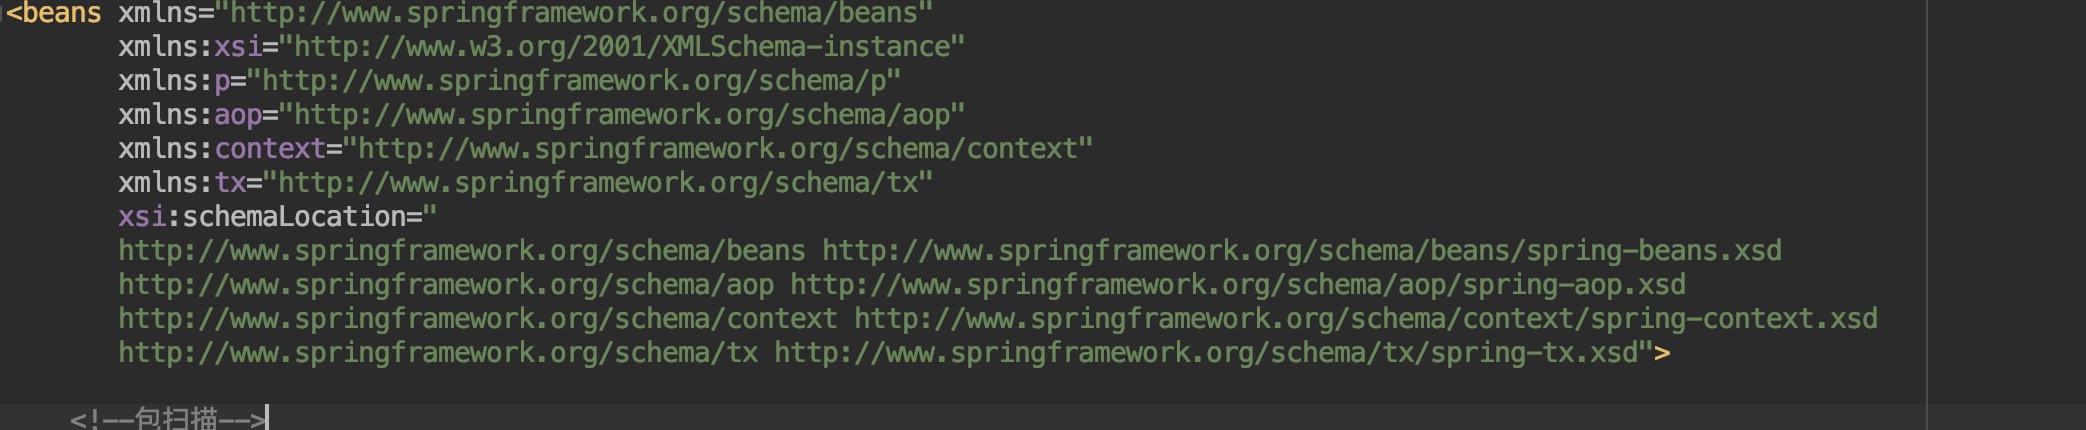 <beans xmlns="http://www.springframework.org/schema/beans"
xmlns:xsi="http://www.w3.org/2001/XMLSchema-instance"
xmlns:p="http://www.springframework.org/schema/p"
xmlns:aop="http://www.springframework.org/schema/aop"
xmlns:context="http://www.springframework.org/schema/context"
xmlns:tx="http://www.springframework.org/schema/tx"
xsi:schemaLocation="
http://www.springframework.org/schema/beans http://www.springframework.org/schema/beans/spring-beans.xsd
http://www.springframework.org/schema/aop http://www.springframework.org/schema/aop/spring-aop.xsd
http://www.springframework.org/schema/context http://www.springframework.org/schema/context/spring-context.xsd
http://www.springframework.org/schema/tx http://www.springframework.org/schema/tx/spring-tx.xsd">
<!--包扫描-->